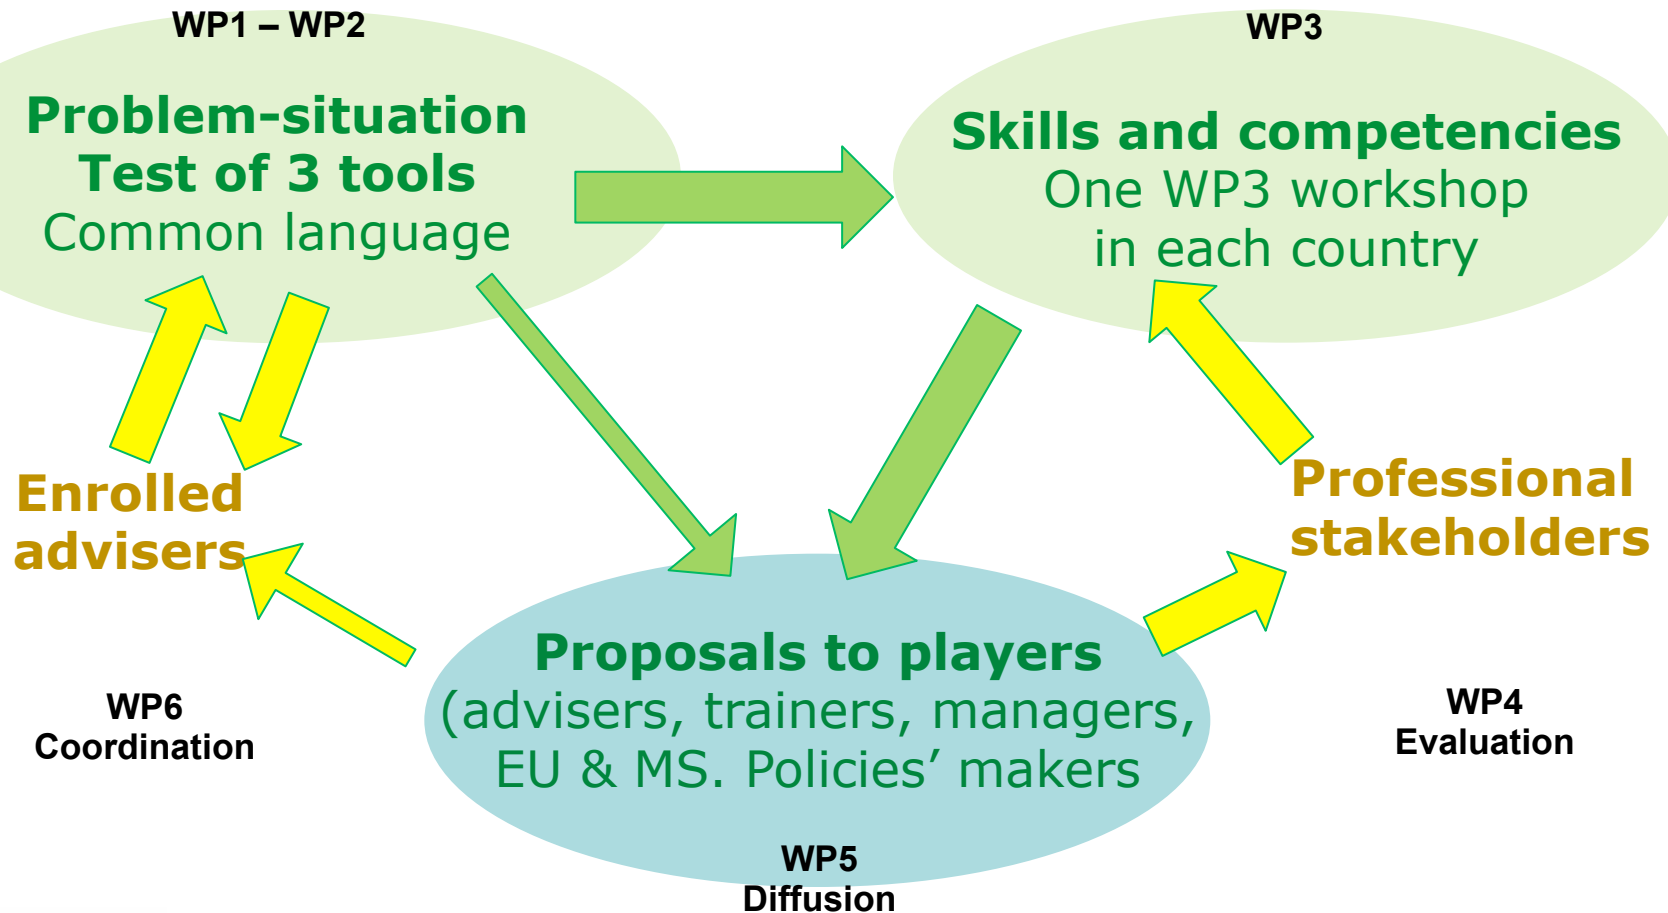 WP1 – WP2
Problem-situation
Test of 3 tools
Common language
WP3
Skills and competencies
One WP3 workshop
in each country
Enrolled
advisers
Professional
stakeholders
Proposals to players
(advisers, trainers, managers,
EU & MS. Policies’ makers
WP6
Coordination
WP4
Evaluation
WP5
Diffusion